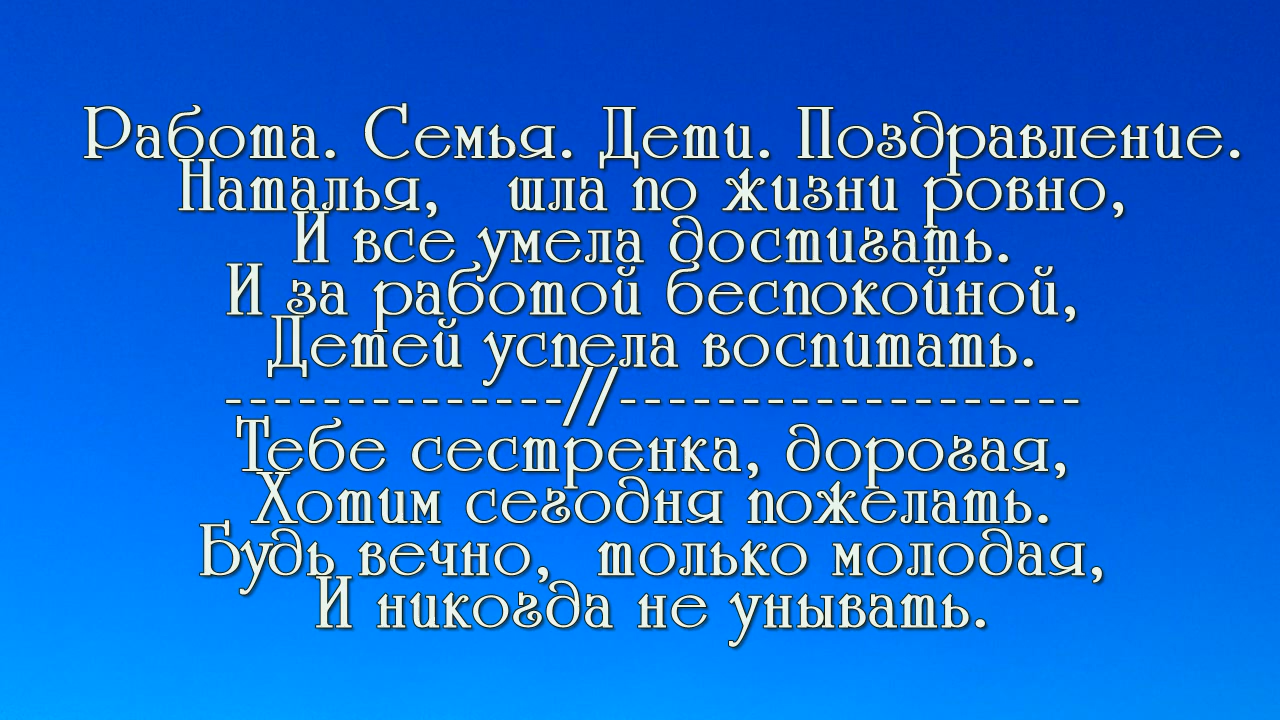 Работа. Семья. Дети. Поздравление.
Наталья, шла по жизни ровно,
И все умела достигать.
И за работой беспокойной,
Детей успела воспитать.
--------------//-------------------
Тебе сестренка, дорогая,
Хотим сегодня пожелать.
Будь вечно, только молодая,
И никогда не унывать.